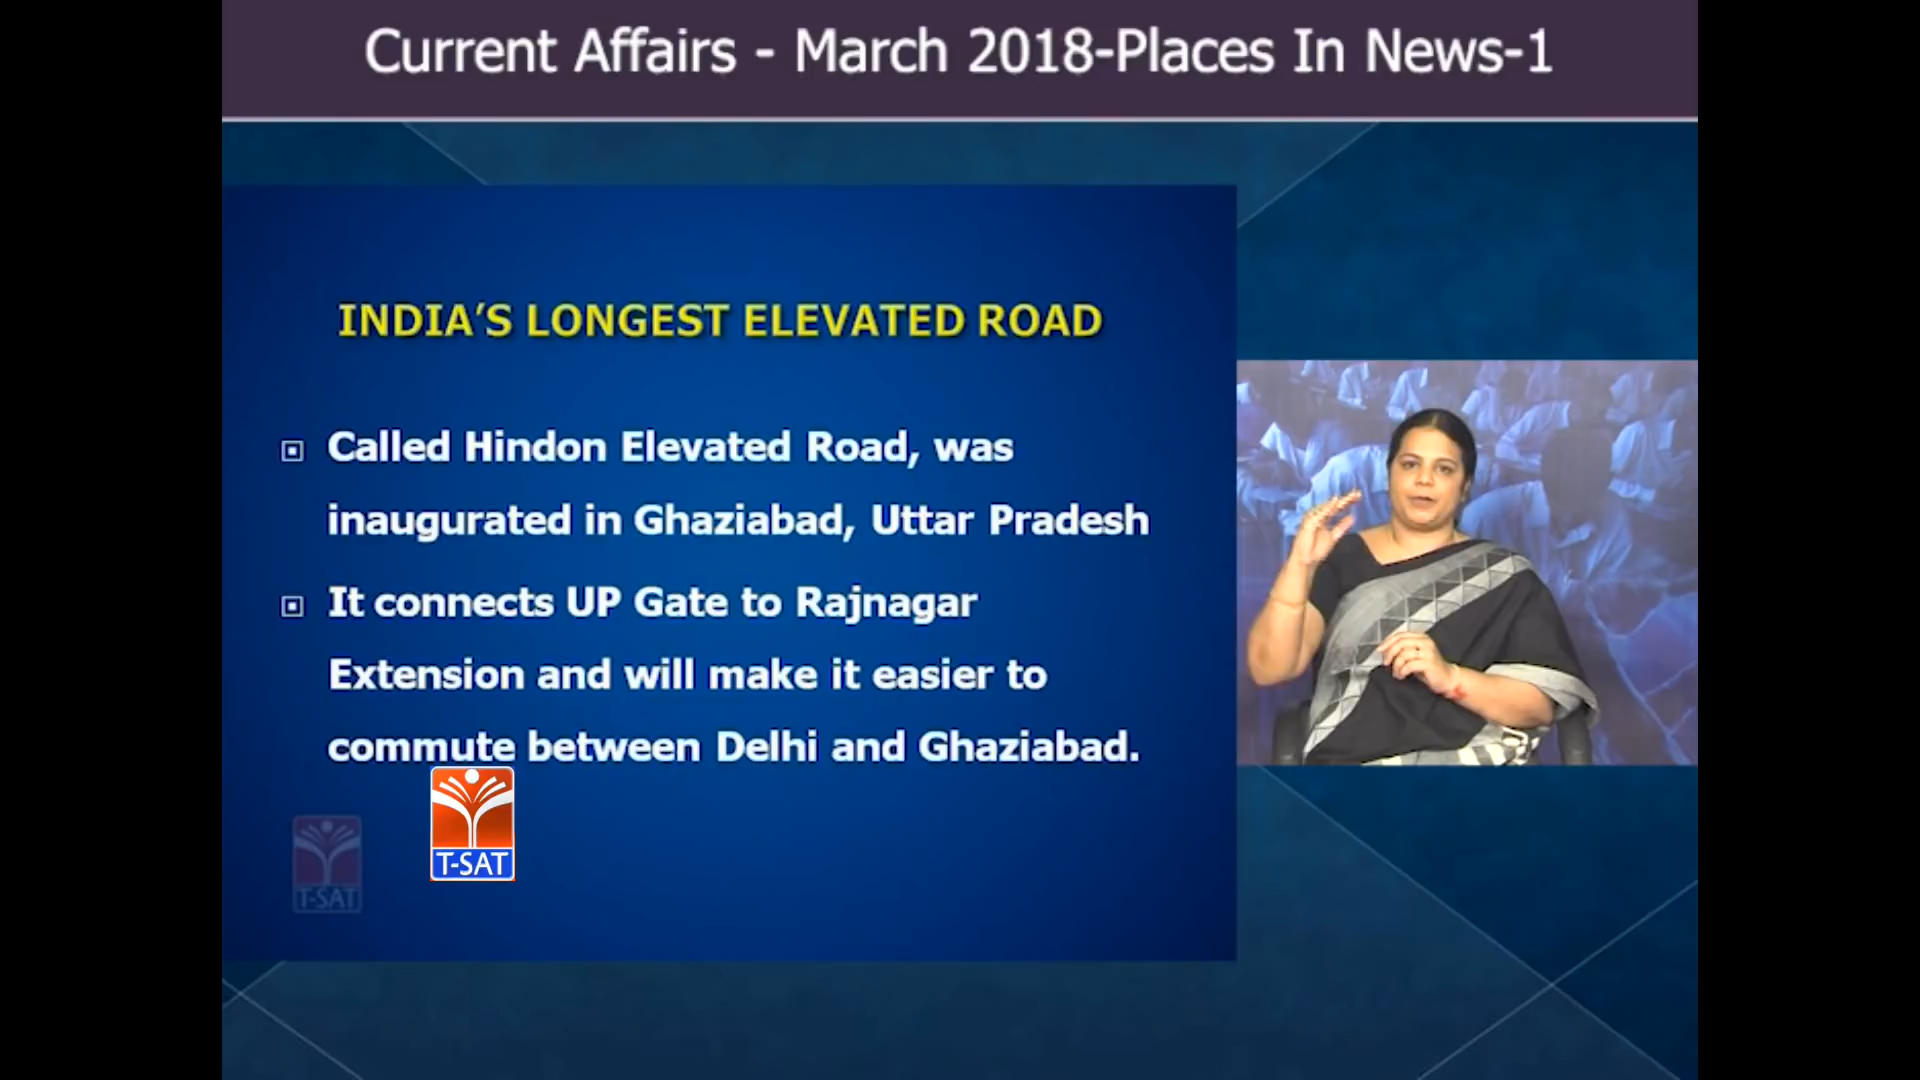 Current Affairs - March 2018-Places In News-1
INDIA'S LONGEST ELEVATED ROAD
Called Hindon Elevated Road, was
inaugurated in Ghaziabad, Uttar Pradesh
It connects UP Gate to Rajnagar
Extension and will make it easier to
commute between Delhi and Ghaziabad.
T-SAT
T-SAT